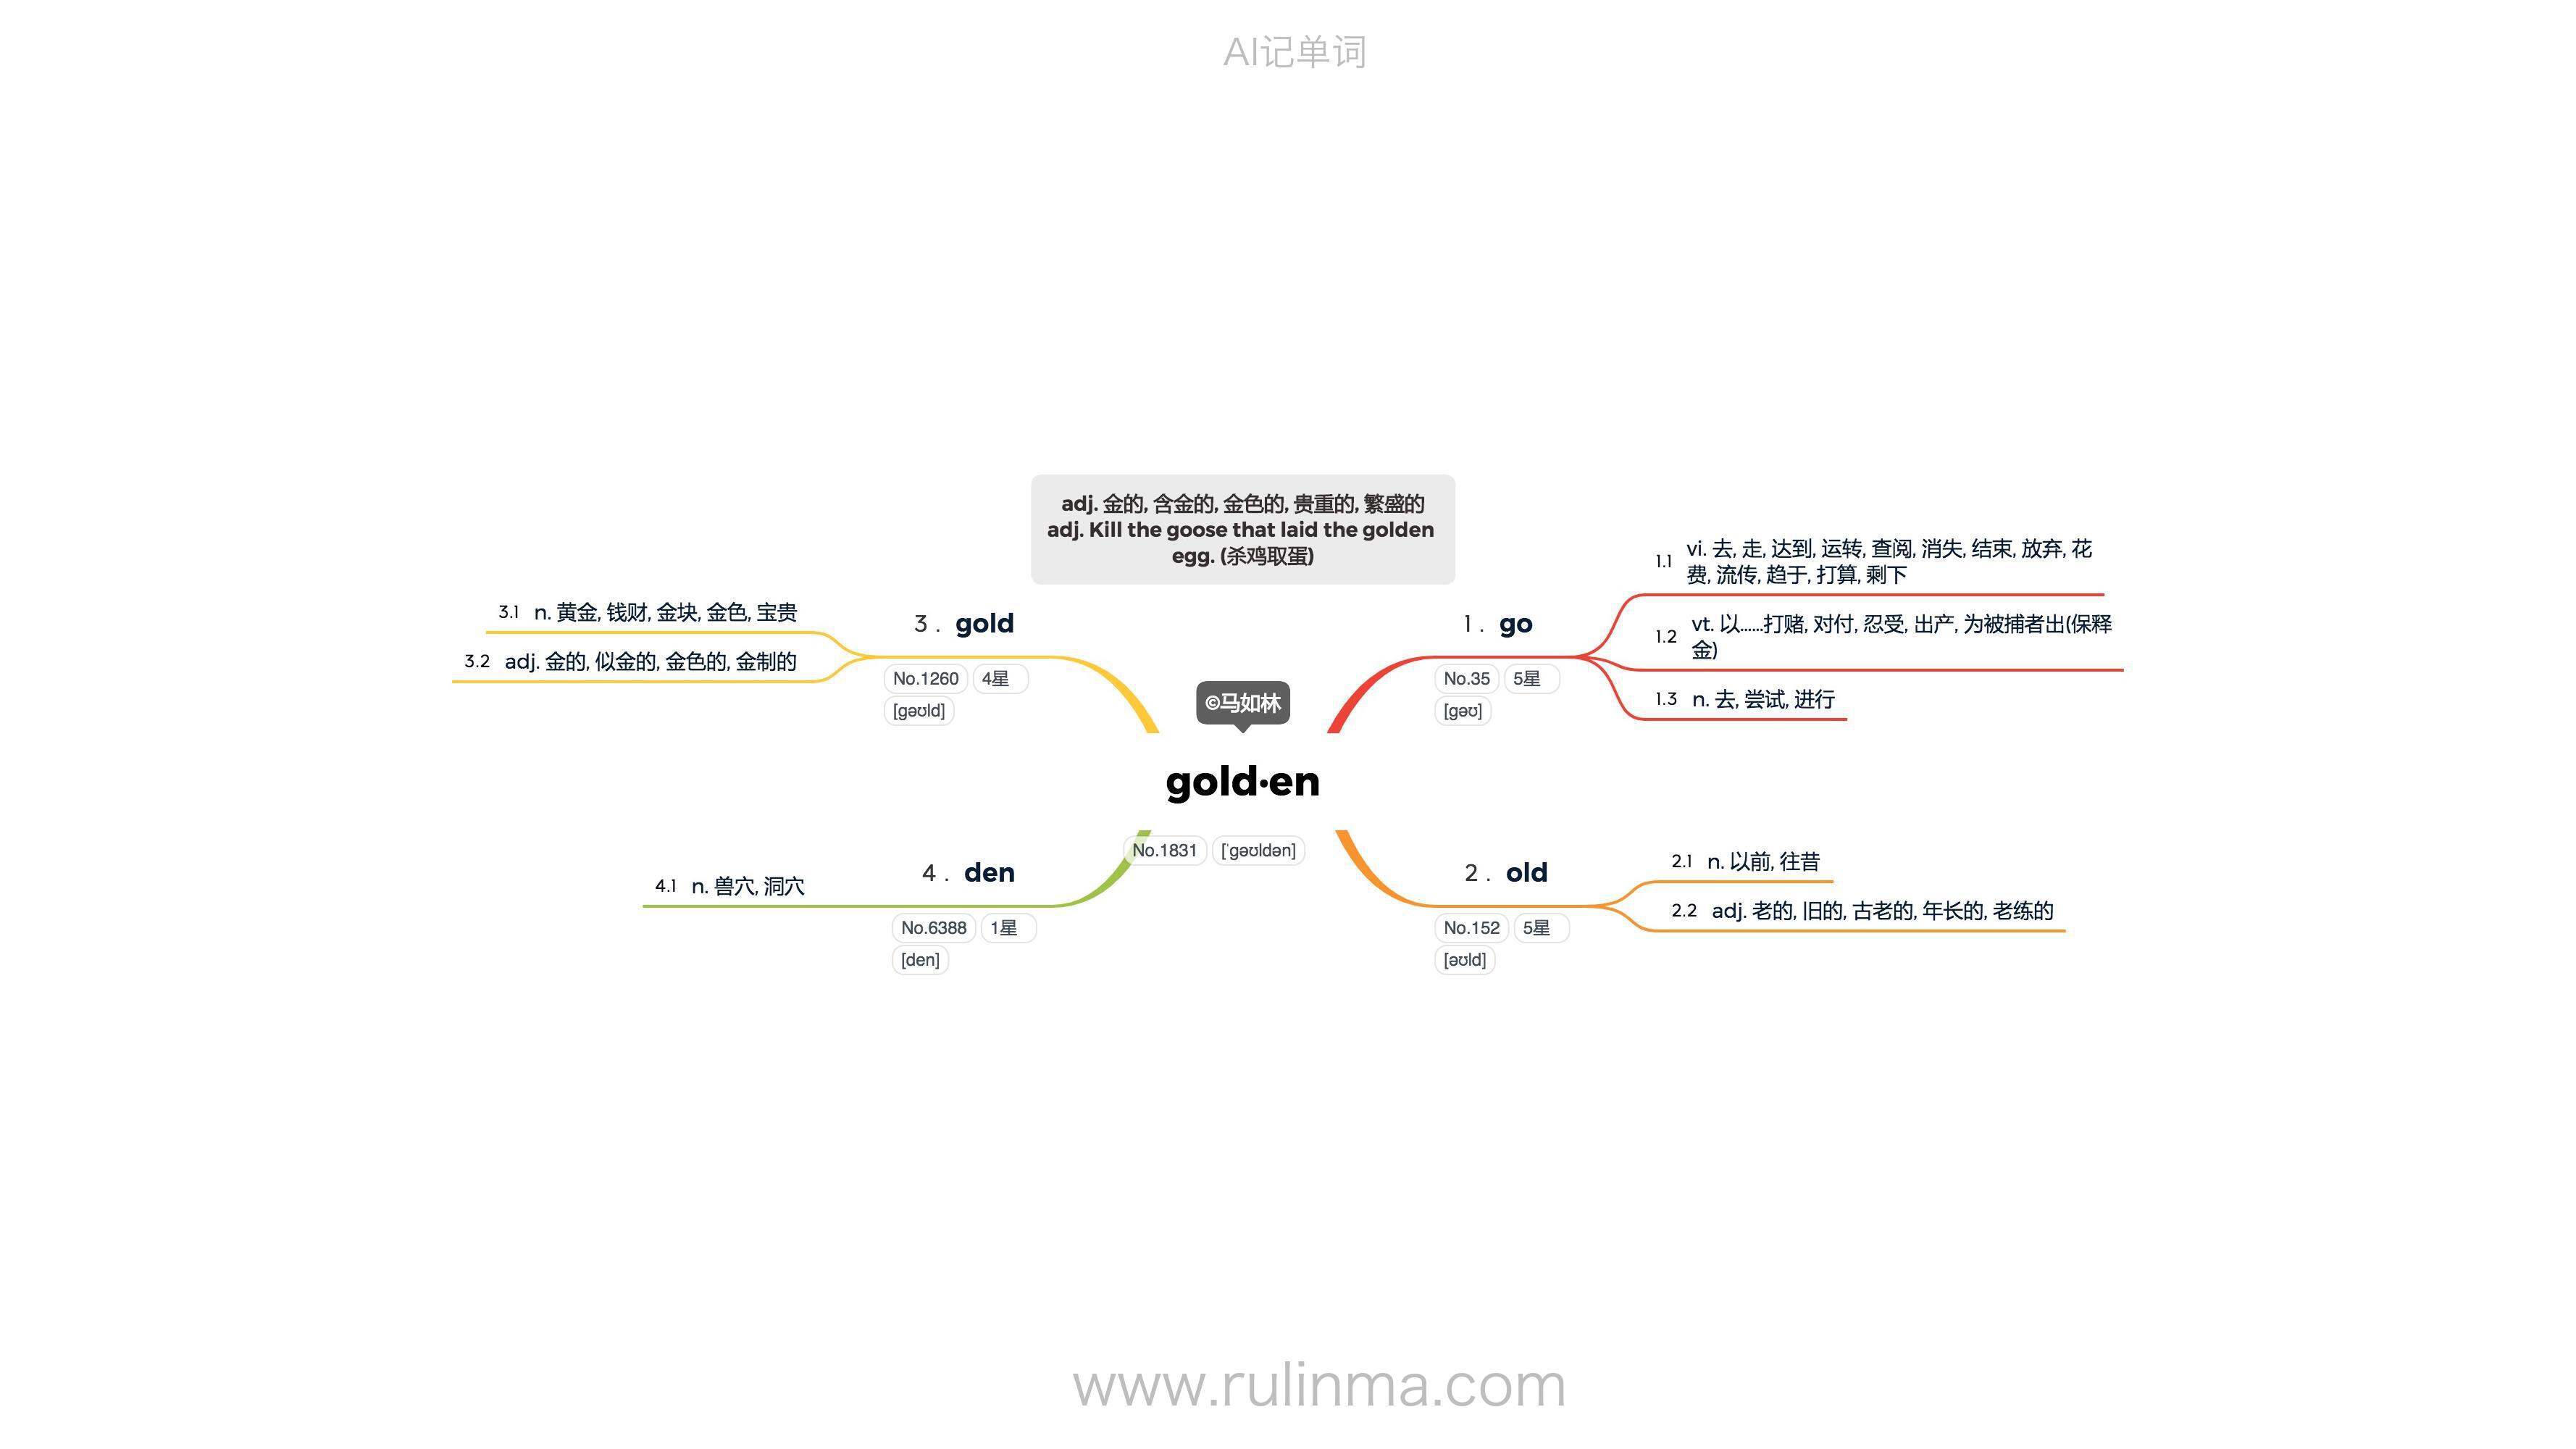 AI记单词
adj. 金的, 含金的, 金色的, 贵重的, 繁盛的
adj. Kill the goose that laid the golden
egg. (杀鸡取蛋)
©马如林
gold·en
No.1831 [ˈgəʊldən]
1 . go
No.35 5星
[gəʊ]
1.1 vi. 去, 走, 达到, 运转, 查阅, 消失, 结束, 放弃, 花
费, 流传, 趋于, 打算, 剩下
1.2 vt. 以……打赌, 对付, 忍受, 出产, 为被捕者出(保释
金)
1.3 n. 去, 尝试, 进行
2 . old
No.152 5星
[əʊld]
2.1 n. 以前, 往昔
2.2 adj. 老的, 旧的, 古老的, 年长的, 老练的
3 . gold
No.1260 4星
[gəʊld]
3.1 n. 黄金, 钱财, 金块, 金色, 宝贵
3.2 adj. 金的, 似金的, 金色的, 金制的
4 . den
No.6388 1星
[den]
4.1 n. 兽穴, 洞穴
www.rulinma.com